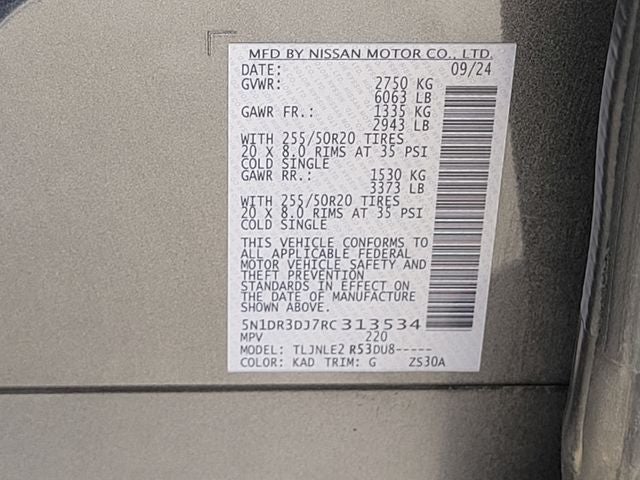 MFD BY NISSAN MOTOR CO., LTD.
DATE: 09/24
GVWR: 2750 KG
6063 LB
GAWR FR.: 1335 KG
2943 LB
WITH 255/50R20 TIRES
20 X 8.0 RIMS AT 35 PSI
COLD SINGLE
GAWR RR.: 1530 KG
3373 LB
WITH 255/50R20 TIRES
20 X 8.0 RIMS AT 35 PSI
COLD SINGLE
THIS VEHICLE CONFORMS TO
ALL APPLICABLE FEDERAL
MOTOR VEHICLE SAFETY AND
THEFT PREVENTION
STANDARDS IN EFFECT ON
THE DATE OF MANUFACTURE
SHOWN ABOVE.
5N1DR3DJ7RC313534
MPV 220
MODEL: TLJNLE2 R53DU8-----
COLOR: KAD TRIM: G ZS30A